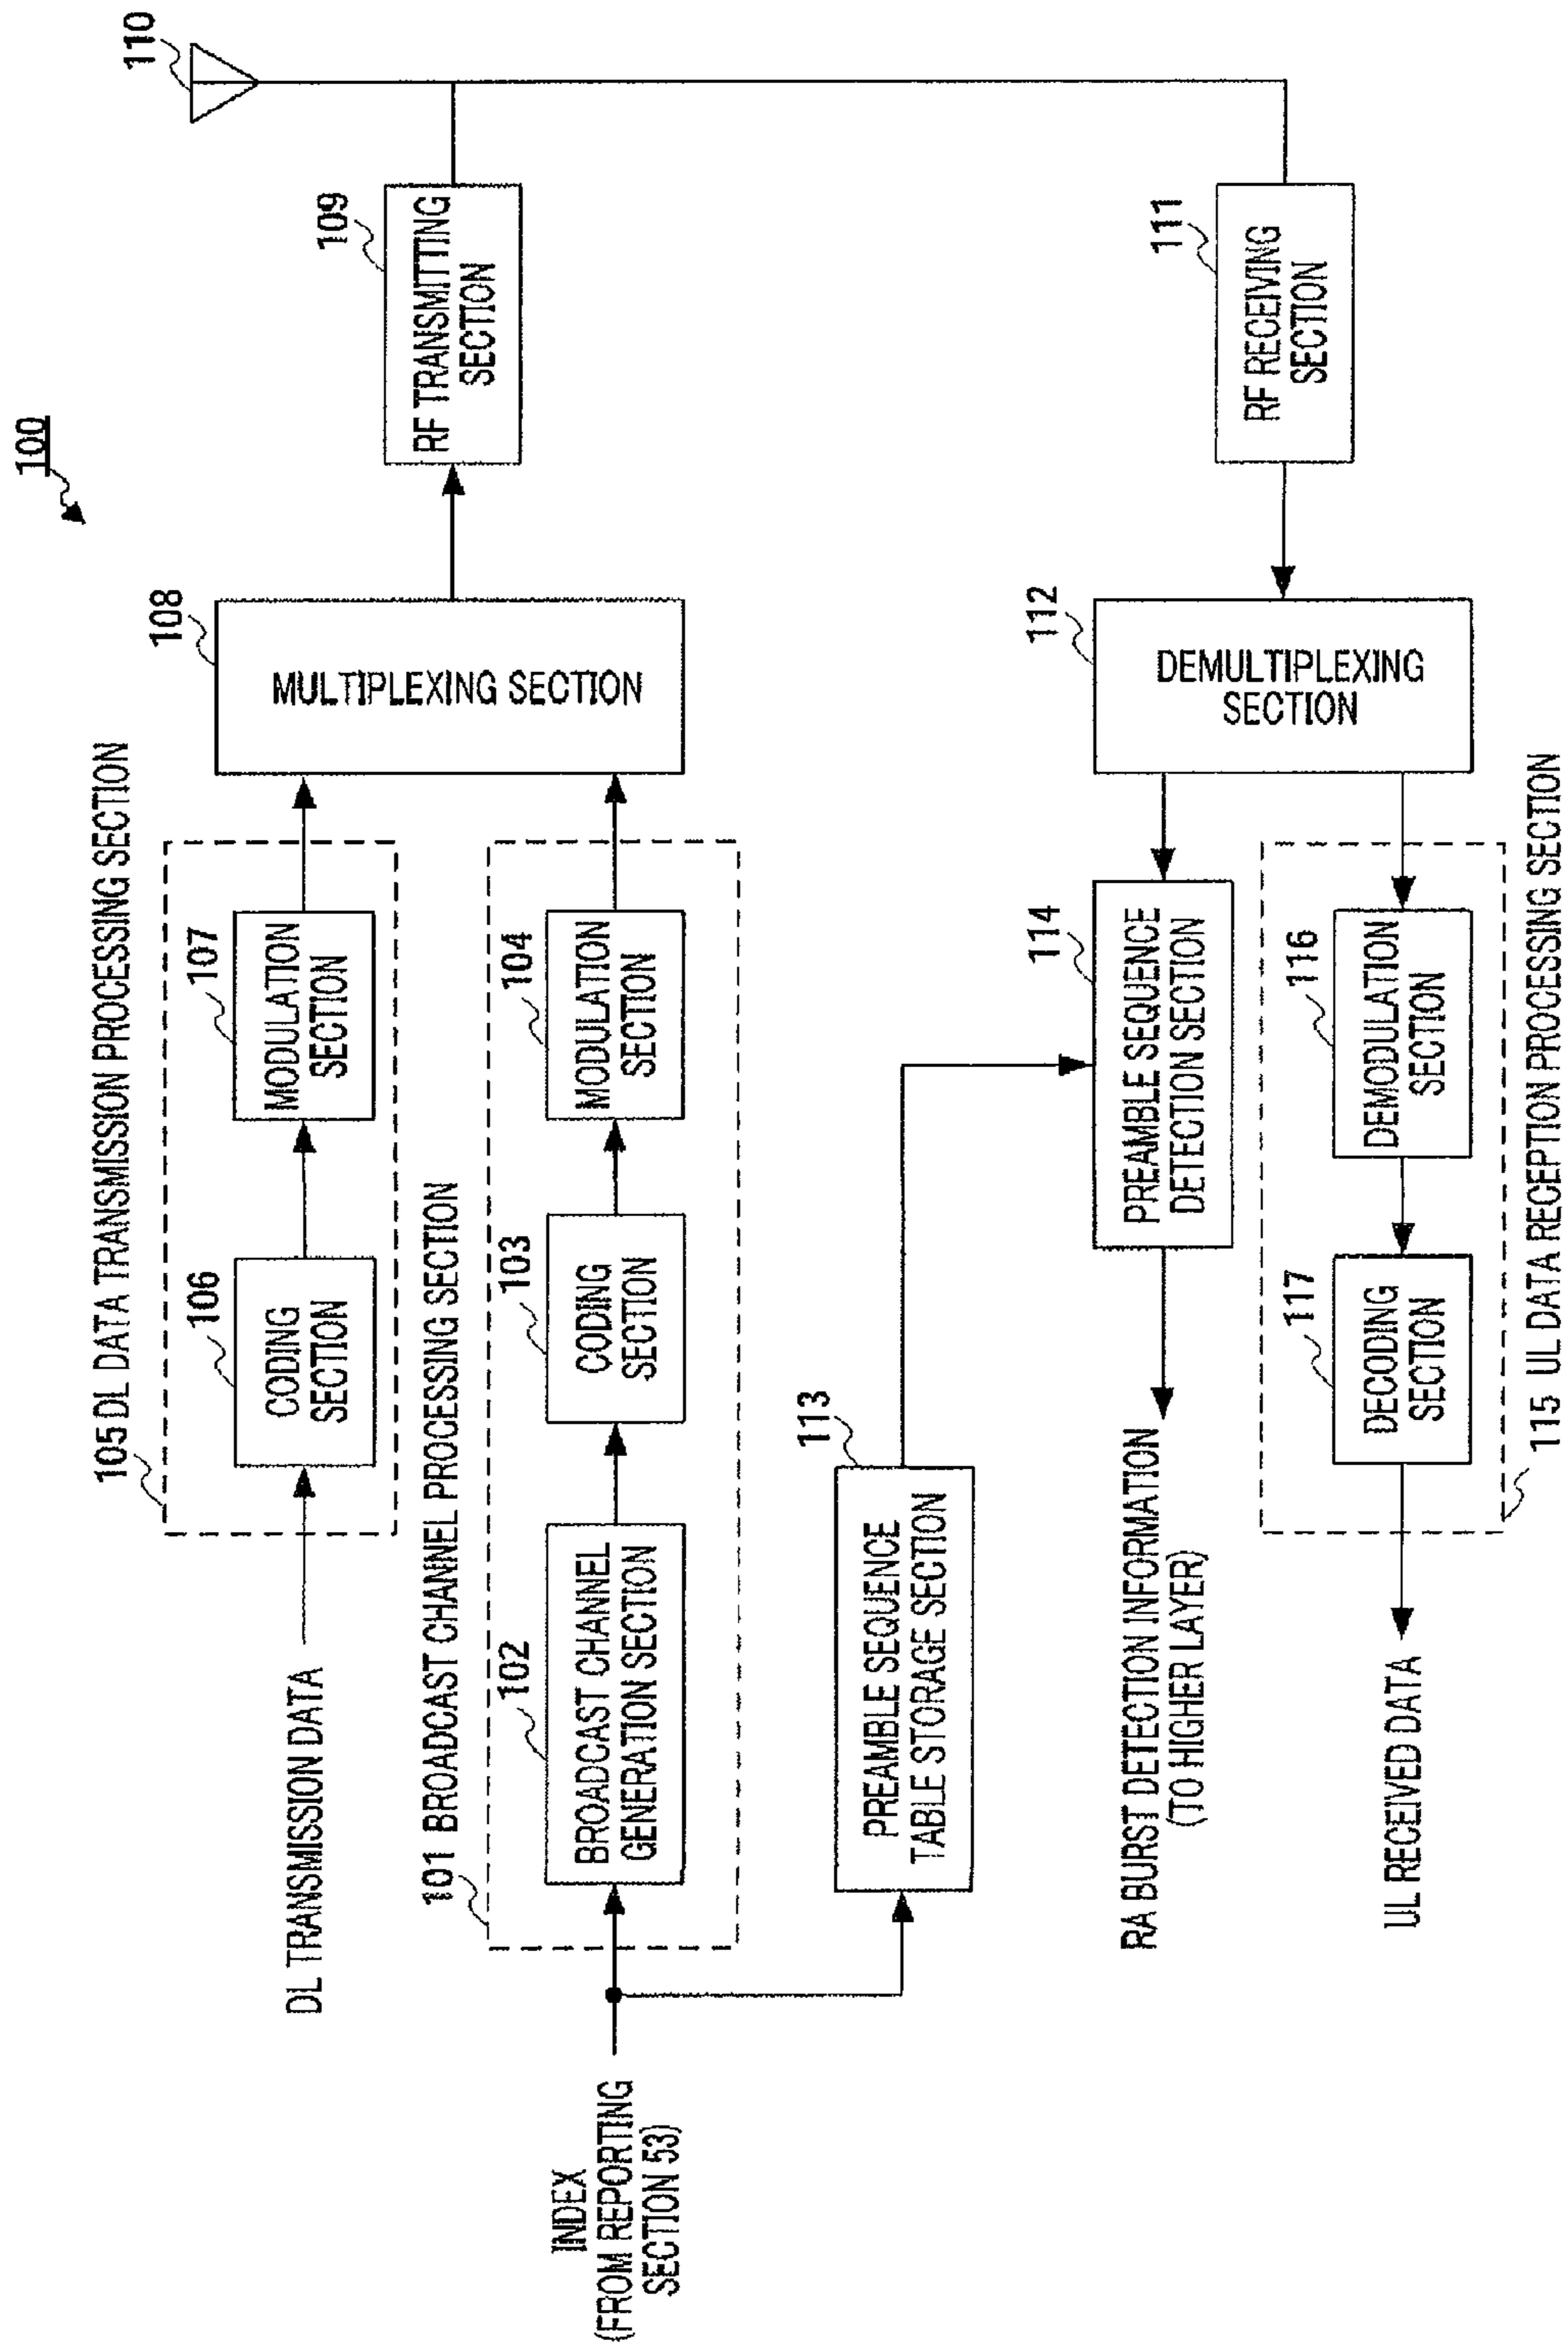 100
110
105 DL DATA TRANSMISSION PROCESSING SECTION
106
CODING
SECTION
107
MODULATION
SECTION
108
MULTIPLEXING SECTION
109
RF TRANSMITTING
SECTION
DL TRANSMISSION DATA
101 BROADCAST CHANNEL PROCESSING SECTION
102
BROADCAST CHANNEL
GENERATION SECTION
103
CODING
SECTION
104
MODULATION
SECTION
INDEX
(FROM REPORTING
SECTION 53)
113
PREAMBLE SEQUENCE
TABLE STORAGE SECTION
114
PREAMBLE SEQUENCE
DETECTION SECTION
112
DEMULTIPLEXING
SECTION
111
RF RECEIVING
SECTION
RA BURST DETECTION INFORMATION
(TO HIGHER LAYER)
117
DECODING
SECTION
116
DEMODULATION
SECTION
UL RECEIVED DATA
115 UL DATA RECEPTION PROCESSING SECTION